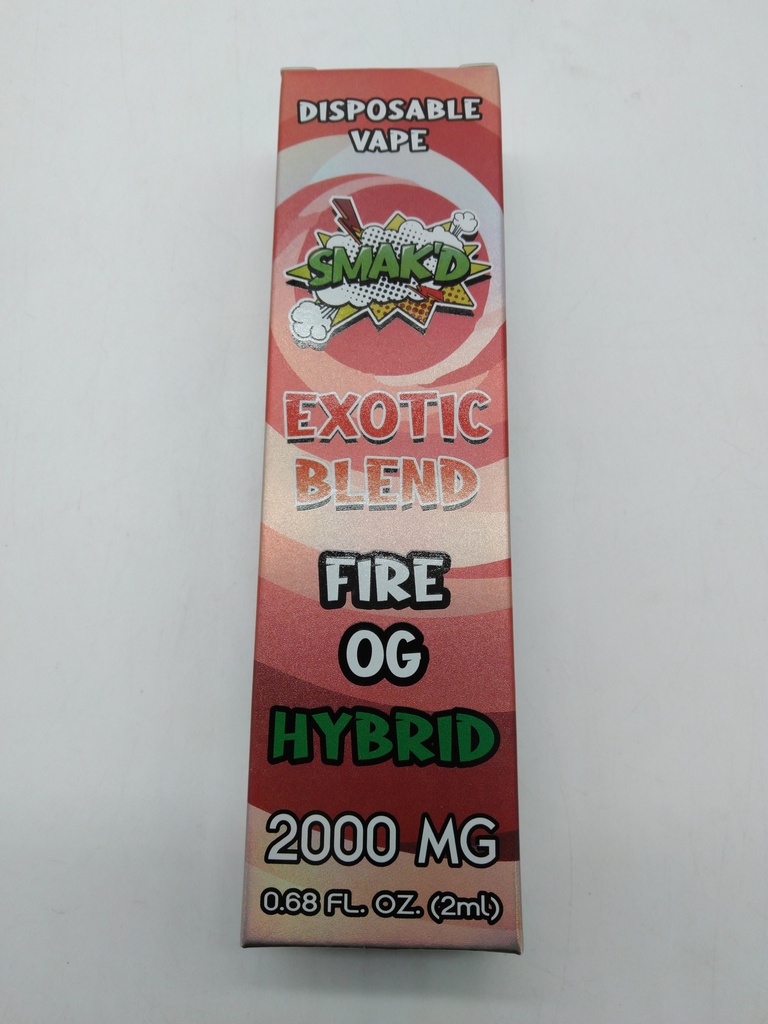 DISPOSABLE
VAPE
SMAK'D
EXOTIC
BLEND
FIRE
OG
HYBRID
2000 MG
0.68 FL. OZ. (2ml)